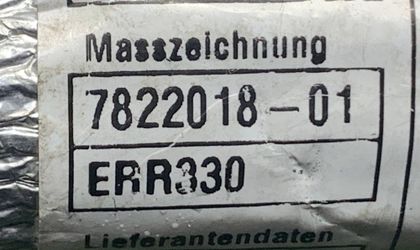 Masszeichnung
7822018-01
ERR330
Lieferantendaten